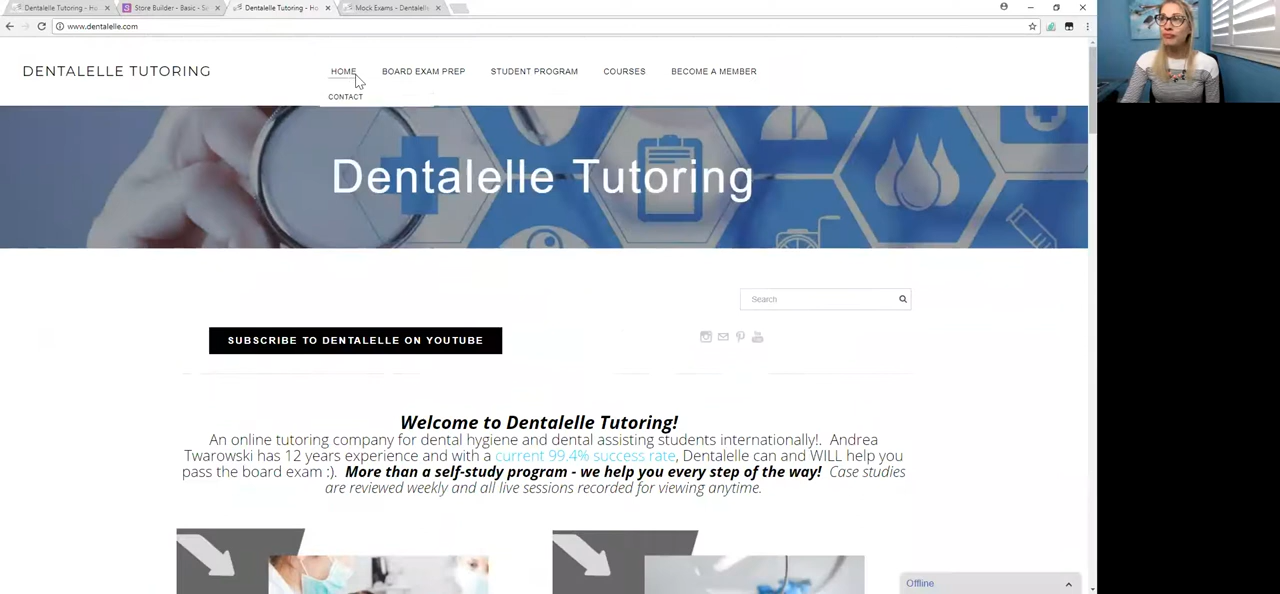 Dentalelle Tutoring - Ho
Store Builder - Basic - Si
Dentalelle Tutoring - Ho
Mock Exams - Dentalelle
www.dentalelle.com
DENTALELLE TUTORING
HOME
BOARD EXAM PREP
STUDENT PROGRAM
COURSES
BECOME A MEMBER
CONTACT
Dentalelle Tutoring
Search
SUBSCRIBE TO DENTALELLE ON YOUTUBE
Welcome to Dentalelle Tutoring!
An online tutoring company for dental hygiene and dental assisting students internationally!. Andrea
Twarowski has 12 years experience and with a current 99.4% success rate, Dentalelle can and WILL help you
pass the board exam :). More than a self-study program - we help you every step of the way! Case studies
are reviewed weekly and all live sessions recorded for viewing anytime.
Offline